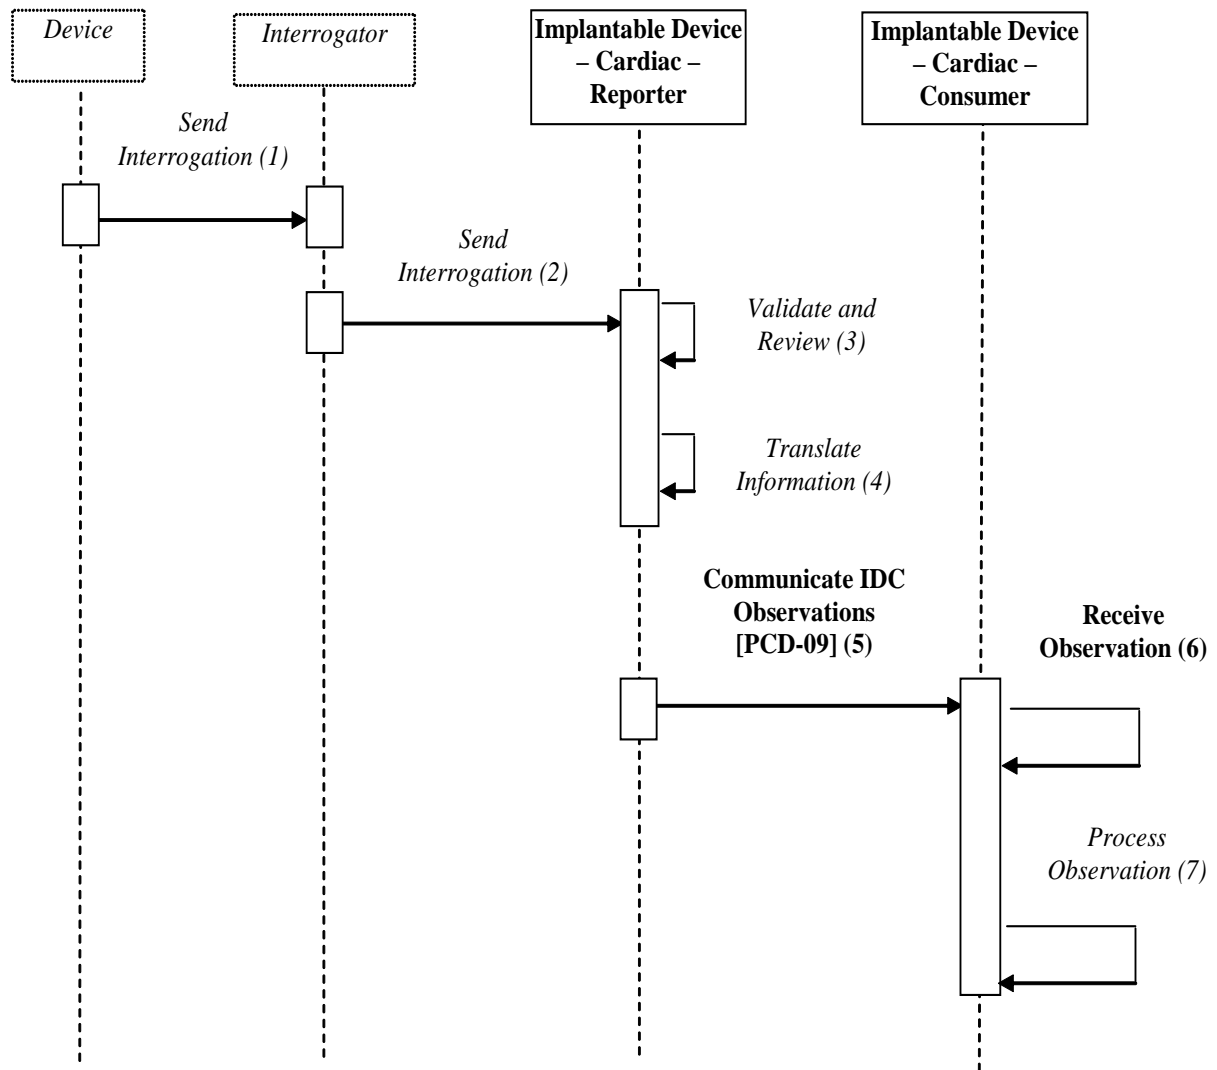 Device
Interrogator
Implantable Device
– Cardiac –
Reporter
Implantable Device
– Cardiac –
Consumer
Send
Interrogation (1)
Send
Interrogation (2)
Validate and
Review (3)
Translate
Information (4)
Communicate IDC
Observations
[PCD-09] (5)
Receive
Observation (6)
Process
Observation (7)